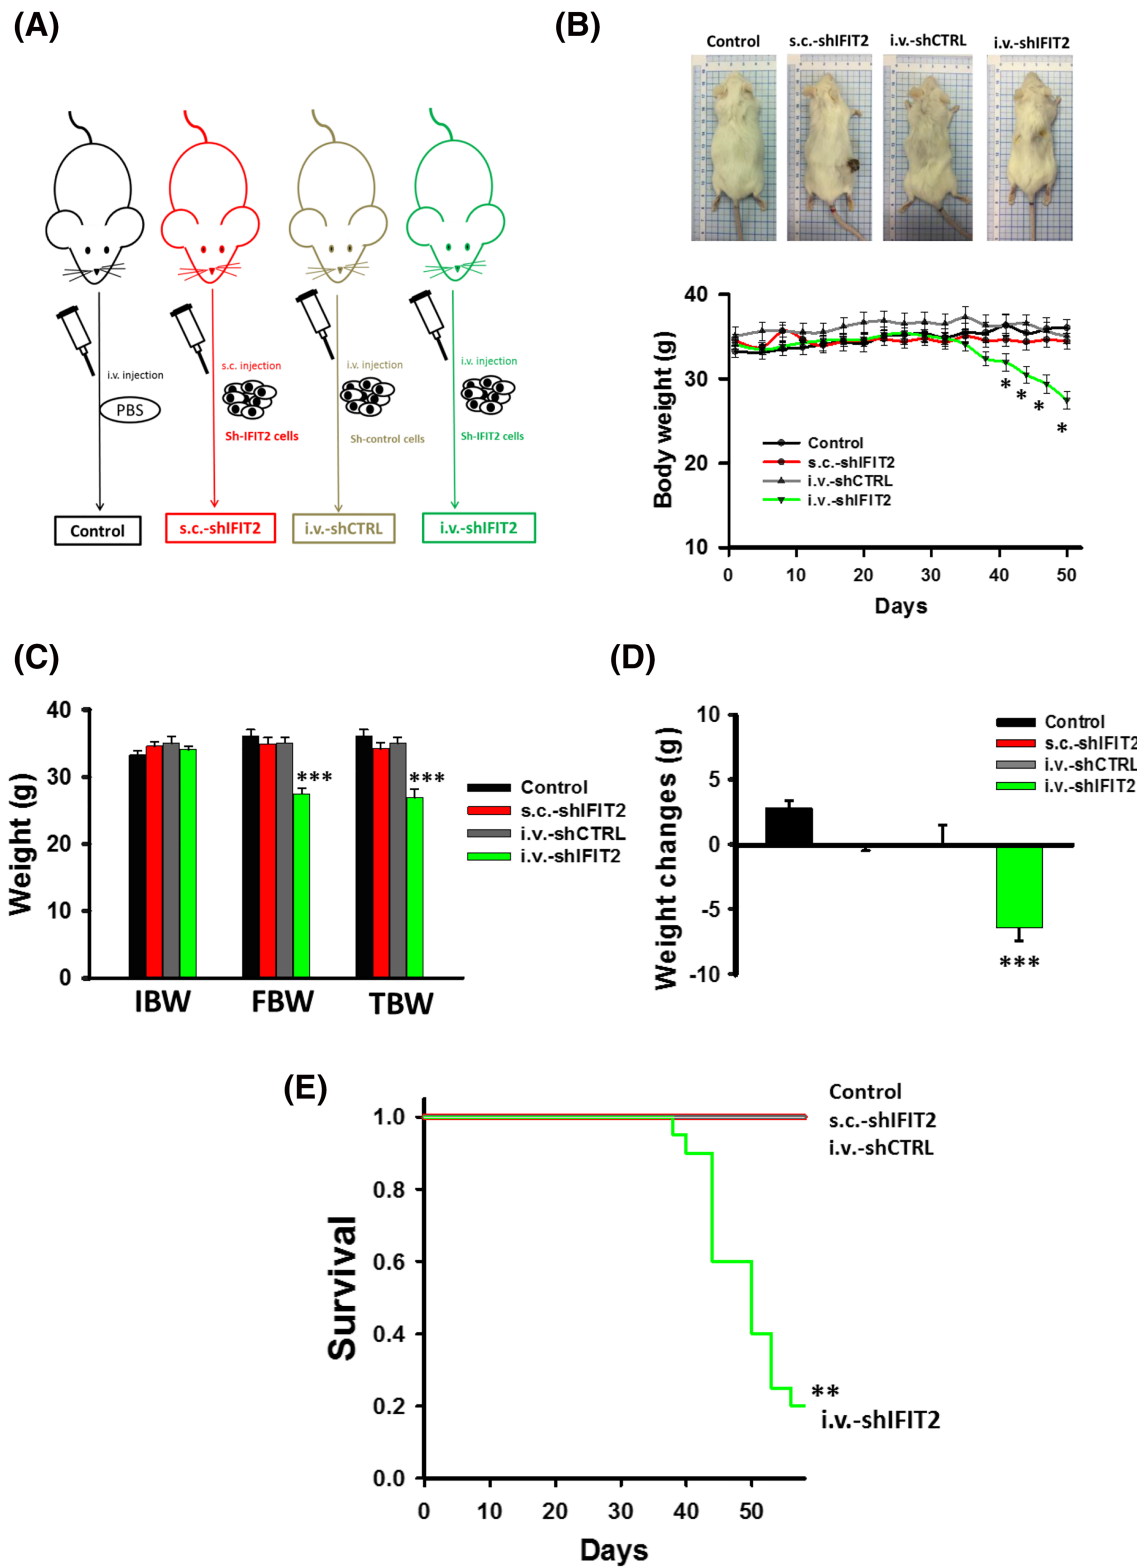 (A)
i.v. injection
PBS
Control
s.c. injection
Sh-IFIT2 cells
s.c.-shIFIT2
i.v. injection
Sh-control cells
i.v.-shCTRL
i.v. injection
Sh-IFIT2 cells
i.v.-shIFIT2
(B)
Control s.c.-shIFIT2 i.v.-shCTRL i.v.-shIFIT2
Body weight (g)
40
30
20
10
Control
s.c.-shIFIT2
i.v.-shCTRL
i.v.-shIFIT2
* * * *
0 10 20 30 40 50
Days
(C)
Weight (g)
40
30
20
10
0
*** ***
Control
s.c.-shIFIT2
i.v.-shCTRL
i.v.-shIFIT2
IBW FBW TBW
(D)
Weight changes (g)
10
5
0
-5
-10
Control
s.c.-shIFIT2
i.v.-shCTRL
i.v.-shIFIT2
***
(E)
Survival
1.0
0.8
0.6
0.4
0.2
0.0
Control
s.c.-shIFIT2
i.v.-shCTRL
**
i.v.-shIFIT2
0 10 20 30 40 50
Days